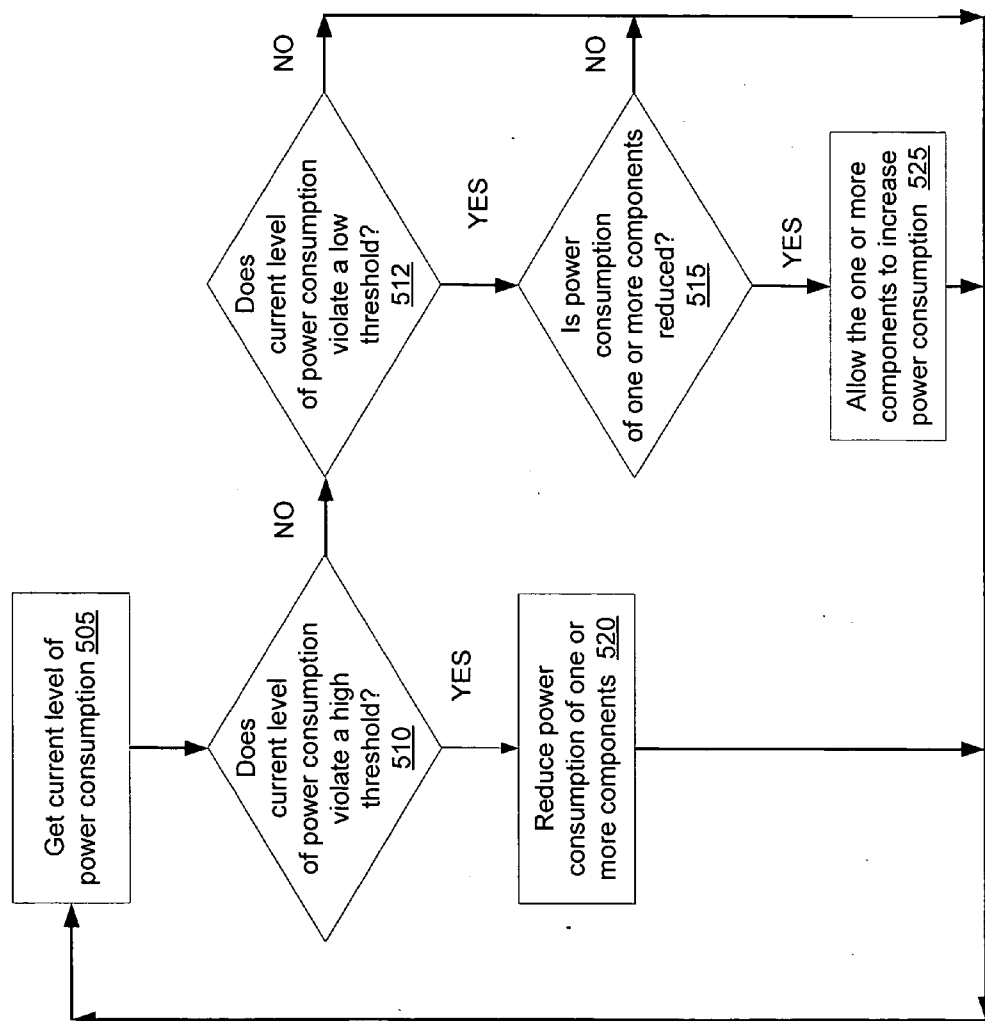 Get current level of
power consumption 505
Does
current level
of power consumption
violate a high
threshold?
510
NO
YES
Reduce power
consumption of one or
more components 520
Does
current level
of power consumption
violate a low
threshold?
512
NO
YES
Is power
consumption
of one or more components
reduced?
515
NO
YES
Allow the one or more
components to increase
power consumption 525